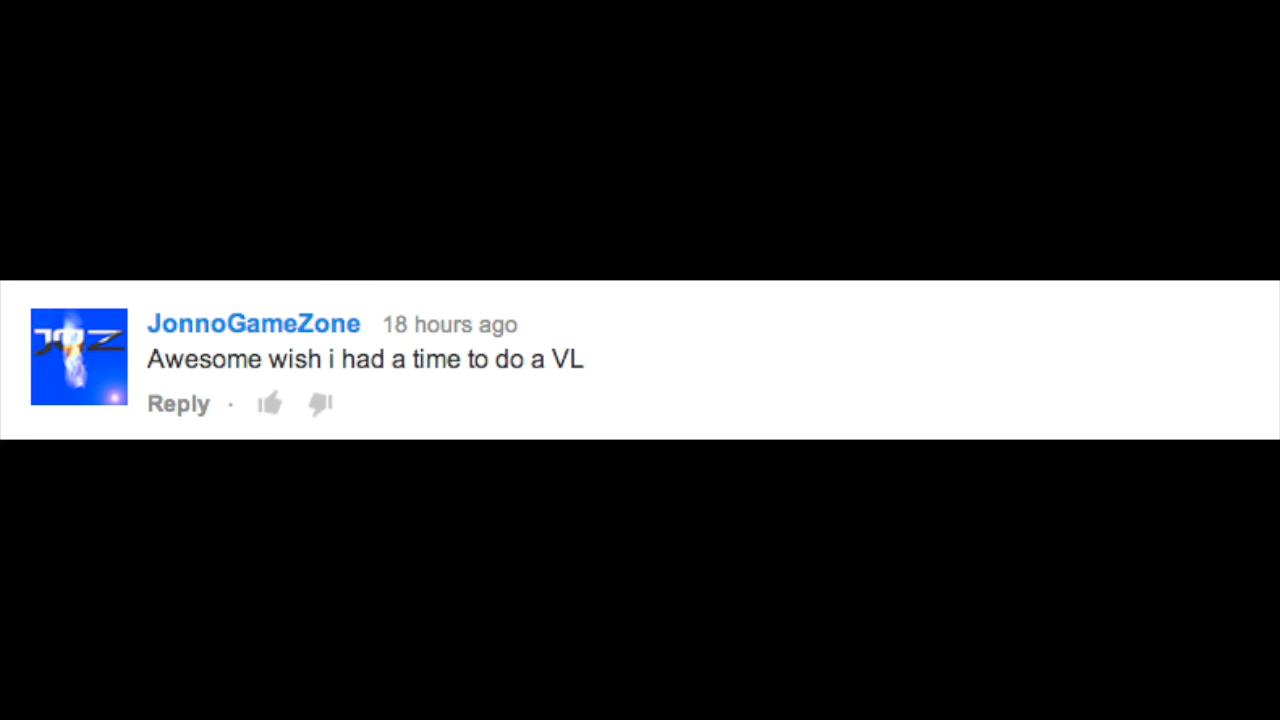 JonnoGameZone 18 hours ago
Awesome wish i had a time to do a VL
Reply ·